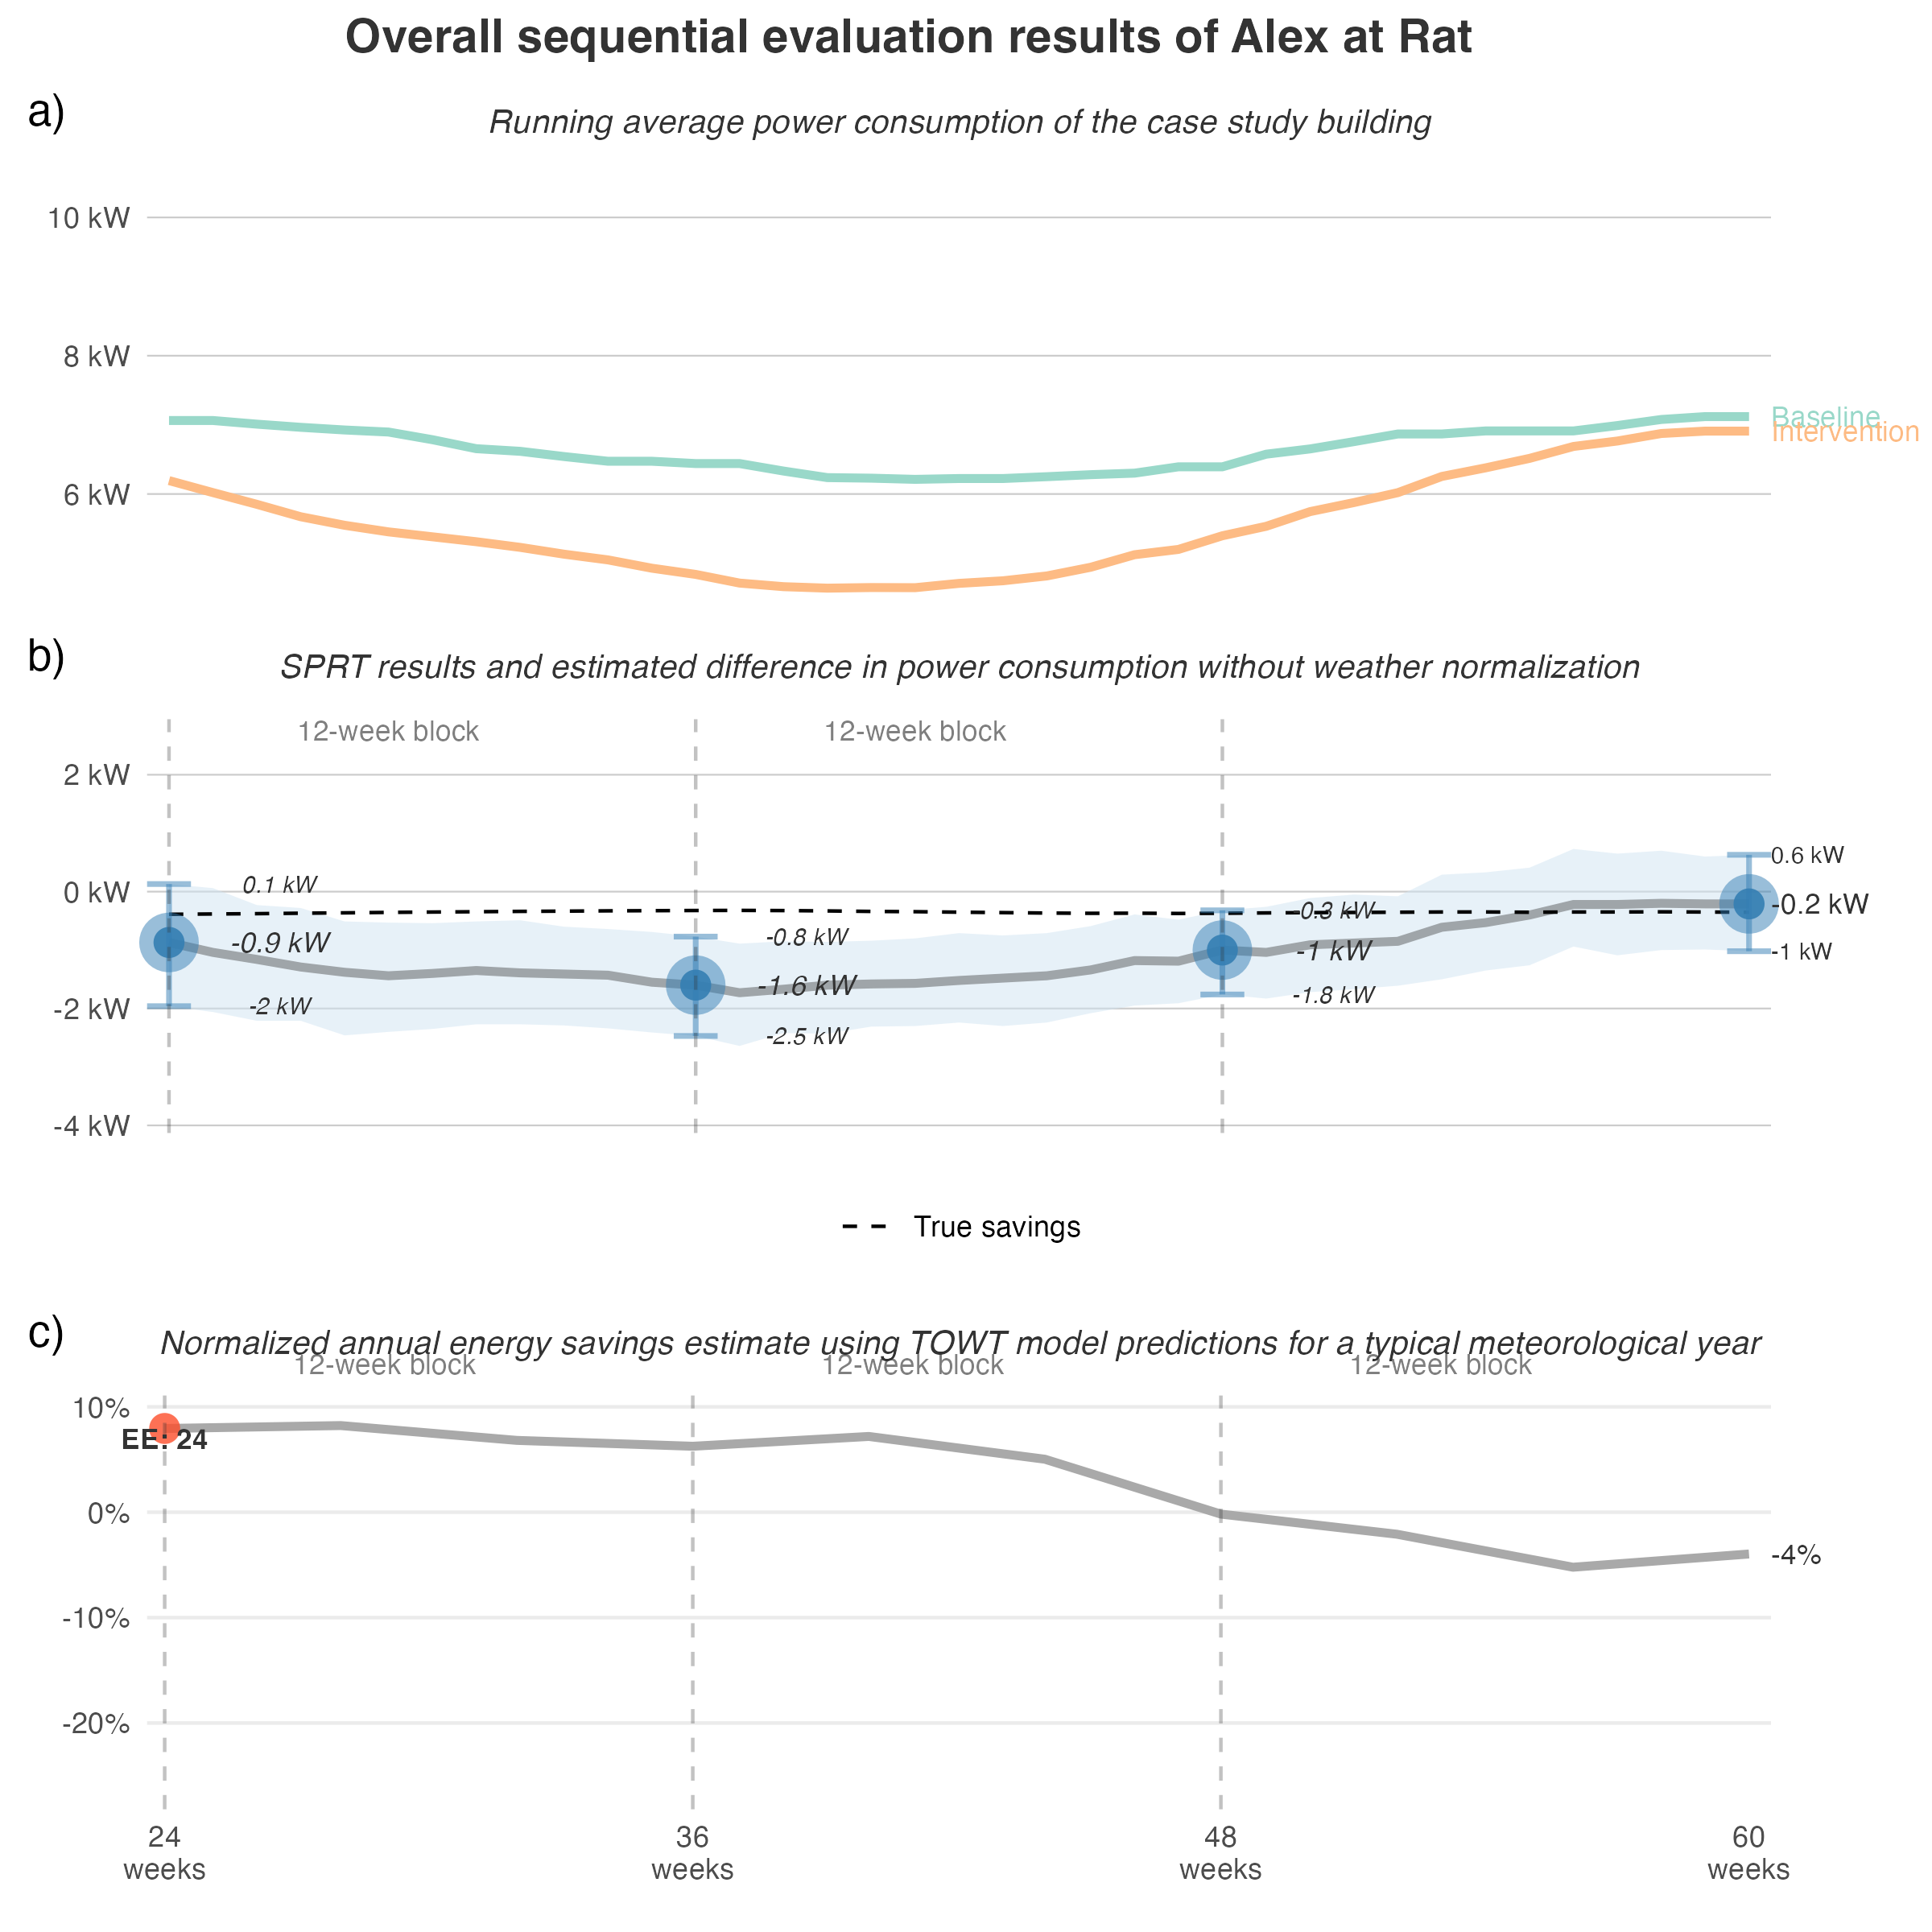 Overall sequential evaluation results of Alex at Rat
a)
Running average power consumption of the case study building
10 kW
8 kW
6 kW
Baseline
Intervention
b)
SPRT results and estimated difference in power consumption without weather normalization
12-week block
12-week block
2 kW
0 kW
-2 kW
-4 kW
0.1 kW
-0.9 kW
-2 kW
-0.8 kW
-1.6 kW
-2.5 kW
-0.3 kW
-1 kW
-1.8 kW
0.6 kW
-0.2 kW
-1 kW
True savings
c)
Normalized annual energy savings estimate using TOWT model predictions for a typical meteorological year
12-week block
12-week block
12-week block
10%
0%
-10%
-20%
EE: 24
-4%
24
weeks
36
weeks
48
weeks
60
weeks